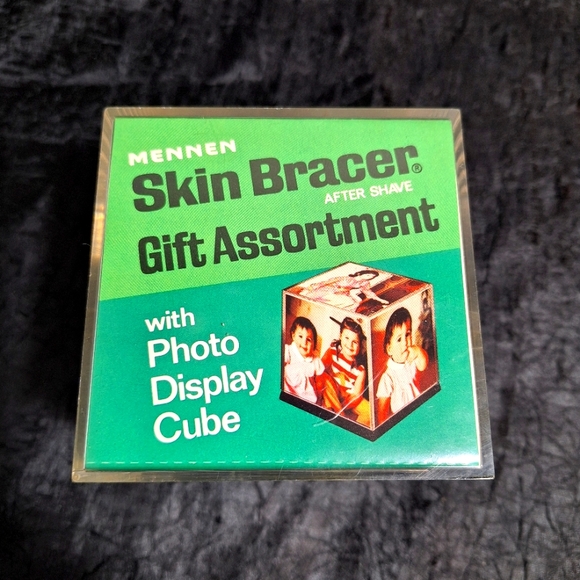 MENNEN
Skin Bracer®
AFTER SHAVE
Gift Assortment
with
Photo
Display
Cube